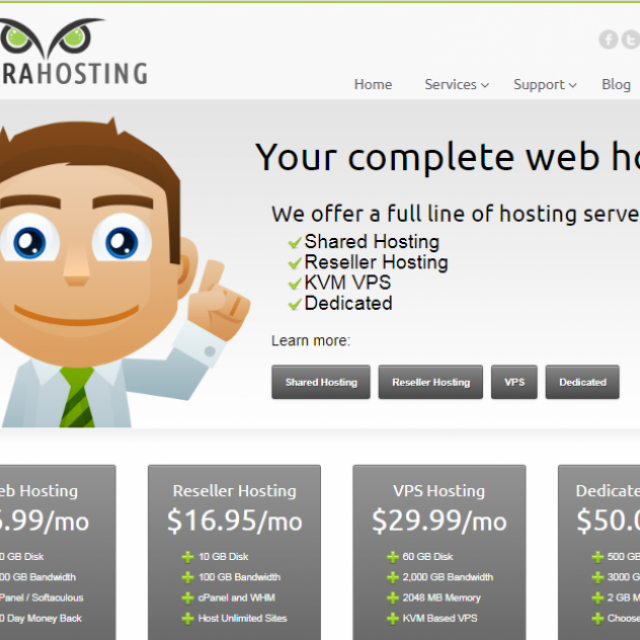 RAHOSTING
Home Services Support Blog
Your complete web ho
We offer a full line of hosting serve
Shared Hosting
Reseller Hosting
KVM VPS
Dedicated
Learn more:
Shared Hosting Reseller Hosting VPS Dedicated
eb Hosting
.99/mo
0 GB Disk
00 GB Bandwidth
Panel / Softaculous
0 Day Money Back
Reseller Hosting
$16.95/mo
10 GB Disk
100 GB Bandwidth
cPanel and WHM
Host Unlimited Sites
VPS Hosting
$29.99/mo
60 GB Disk
2,000 GB Bandwidth
2048 MB Memory
KVM Based VPS
Dedicate
$50.0
500 GB
3000 G
2 GB M
Choose